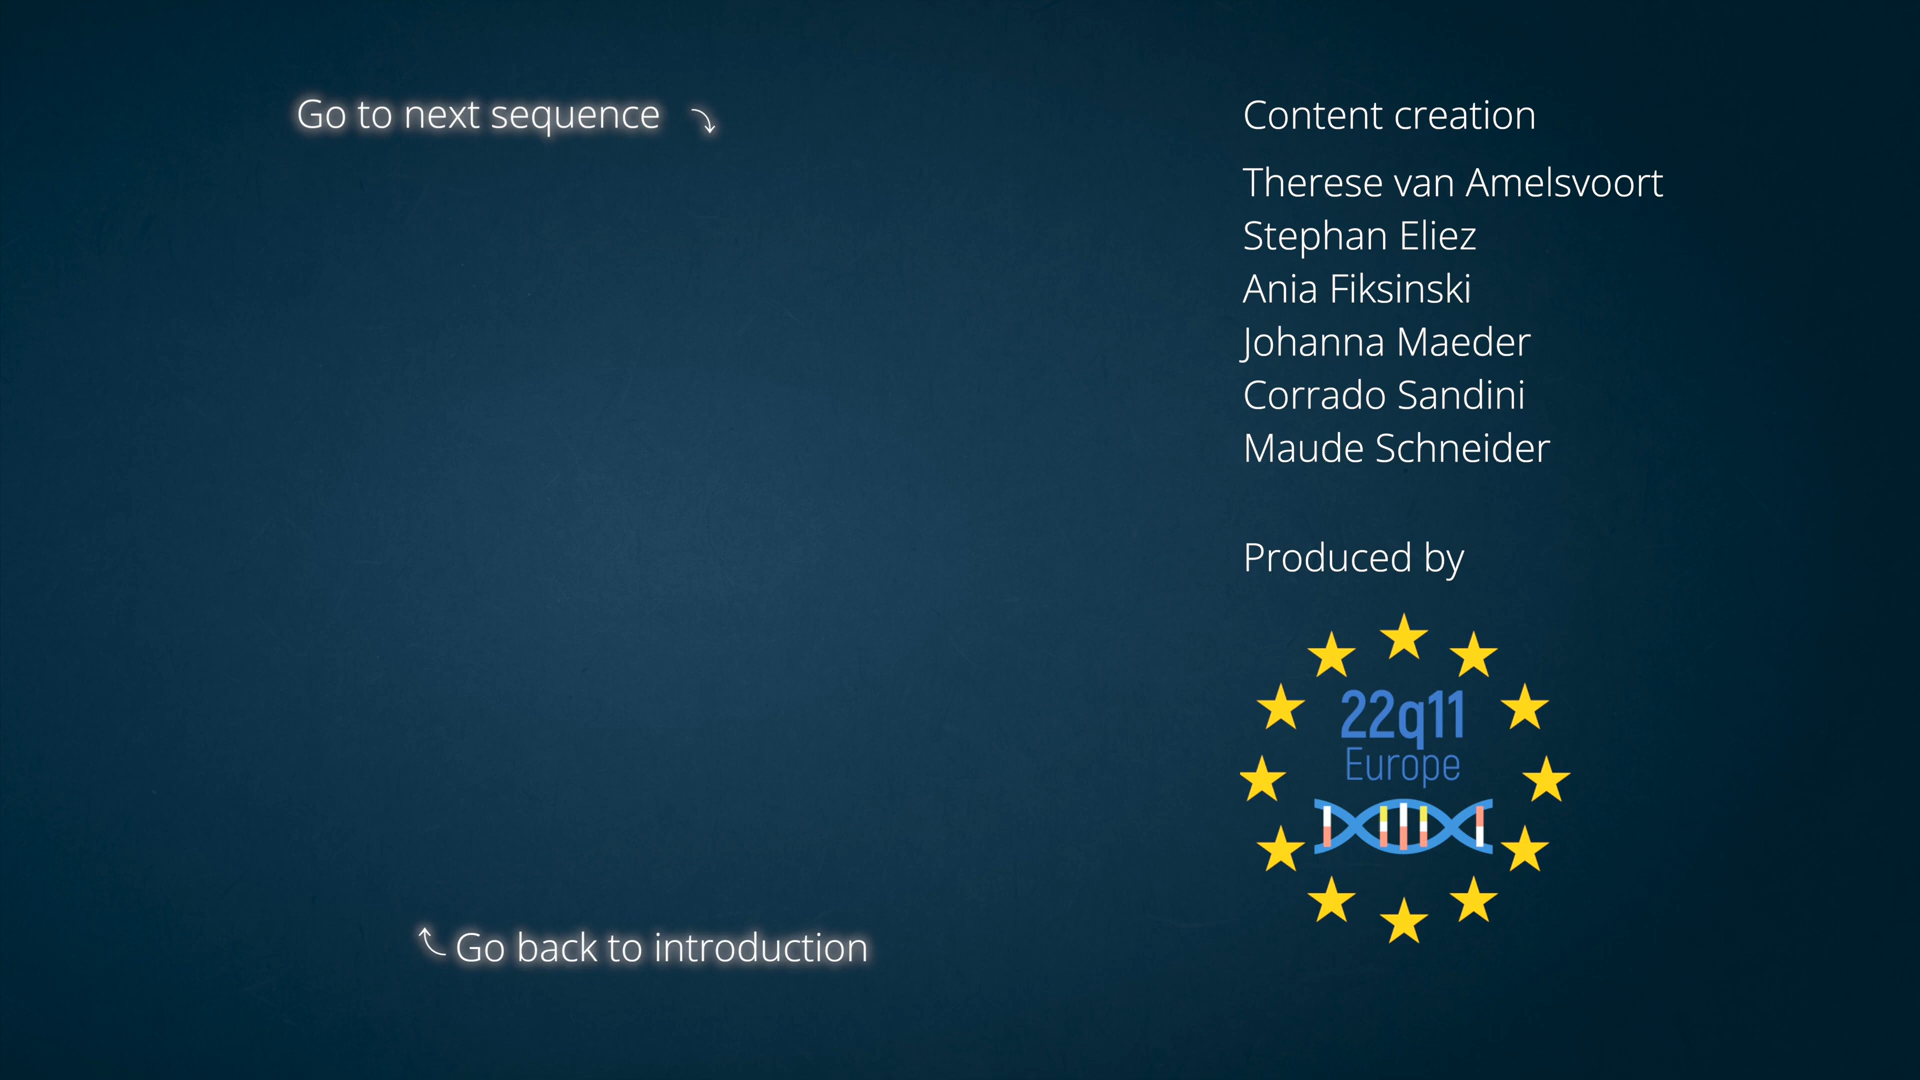 Go to next sequence
Content creation
Therese van Amelsvoort
Stephan Eliez
Ania Fiksinski
Johanna Maeder
Corrado Sandini
Maude Schneider
Produced by
22q11
Europe
Go back to introduction